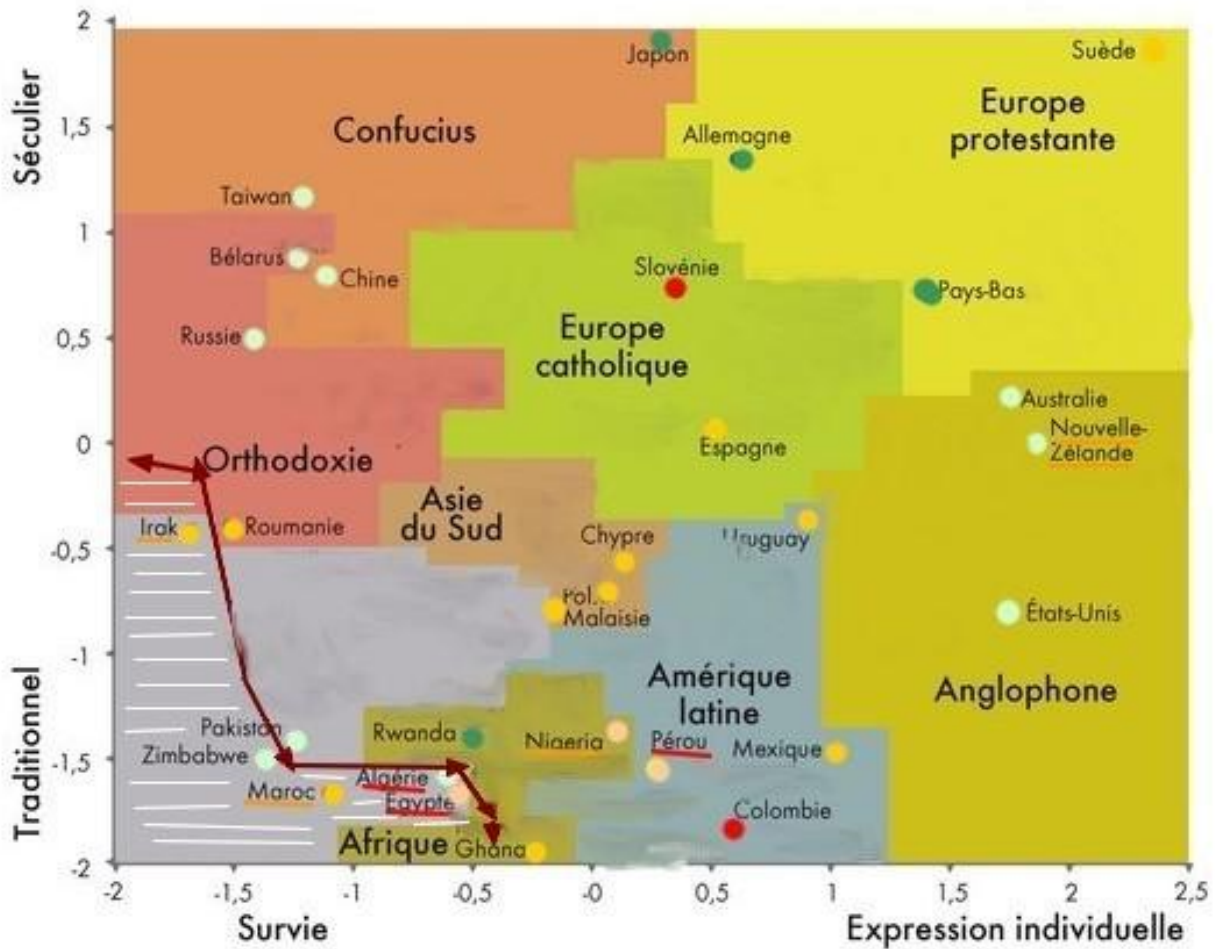 2
Séculier
Japon
Suède
Europe
protestante
1,5
Confucius
Allemagne
Taiwan
1
Bélarus
Chine
Slovénie
Pays-Bas
0,5
Russie
Europe
catholique
Australie
Nouvelle-
Zélande
0
Espagne
Orthodoxie
Asie
du Sud
Irak
Roumanie
Chypre
Uruguay
-0,5
Pol...
Malaisie
États-Unis
-1
Amérique
latine
Anglophone
Traditionnel
Pakistan
Rwanda
Nigeria
Pérou
Mexique
Zimbabwe
-1,5
Algérie
Maroc
Egypte
Colombie
Afrique
Ghana
-2
-2 -1,5 -1 -0,5 -0 0,5 1 1,5 2 2,5
Survie
Expression individuelle